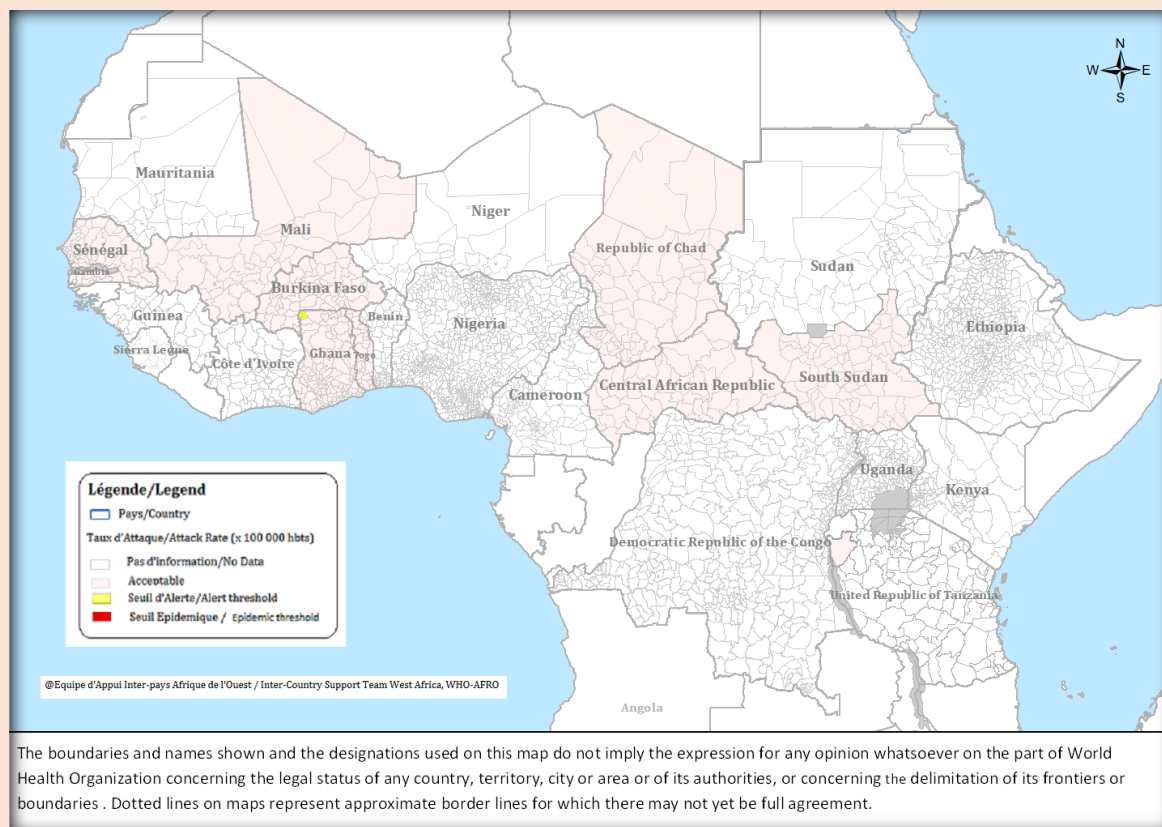 N
W E
S
Mauritania
Niger
Mali
Sénégal
Republic of Chad
Sudan
Gambia
Burkina Faso
Guinea
Benin
Nigeria
Ethiopia
Sierra Leone
Côte d'Ivoire
Ghana
Togo
South Sudan
Central African Republic
Cameroon
Uganda
Kenya
Democratic Republic of the Congo
United Republic of Tanzania
Angola
Légende/Legend
Pays/Country
Taux d'Attaque/Attack Rate (x 100 000 hbts)
Pas d'information/No Data
Acceptable
Seuil d'Alerte/Alert threshold
Seuil Epidemique / Epidemic threshold
@Equipe d'Appui Inter-pays Afrique de l'Ouest / Inter-Country Support Team West Africa, WHO-AFRO
The boundaries and names shown and the designations used on this map do not imply the expression for any opinion whatsoever on the part of World
Health Organization concerning the legal status of any country, territory, city or area or of its authorities, or concerning the delimitation of its frontiers or
boundaries . Dotted lines on maps represent approximate border lines for which there may not yet be full agreement.